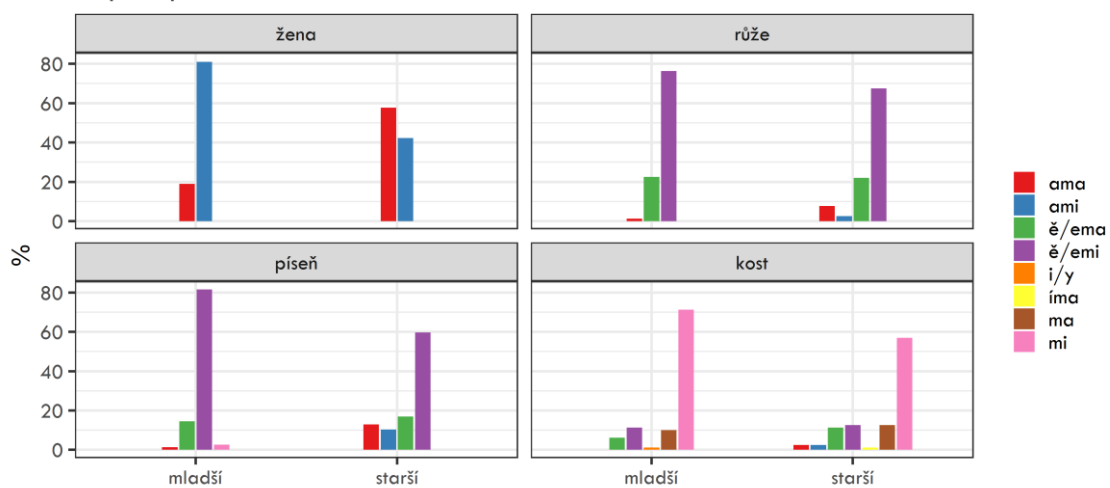 žena
růže
80
60
40
20
0
%
píseň
kost
80
60
40
20
0
mladší
starší
mladší
starší
ama
ami
ě/ema
ě/emi
i/y
íma
ma
mi